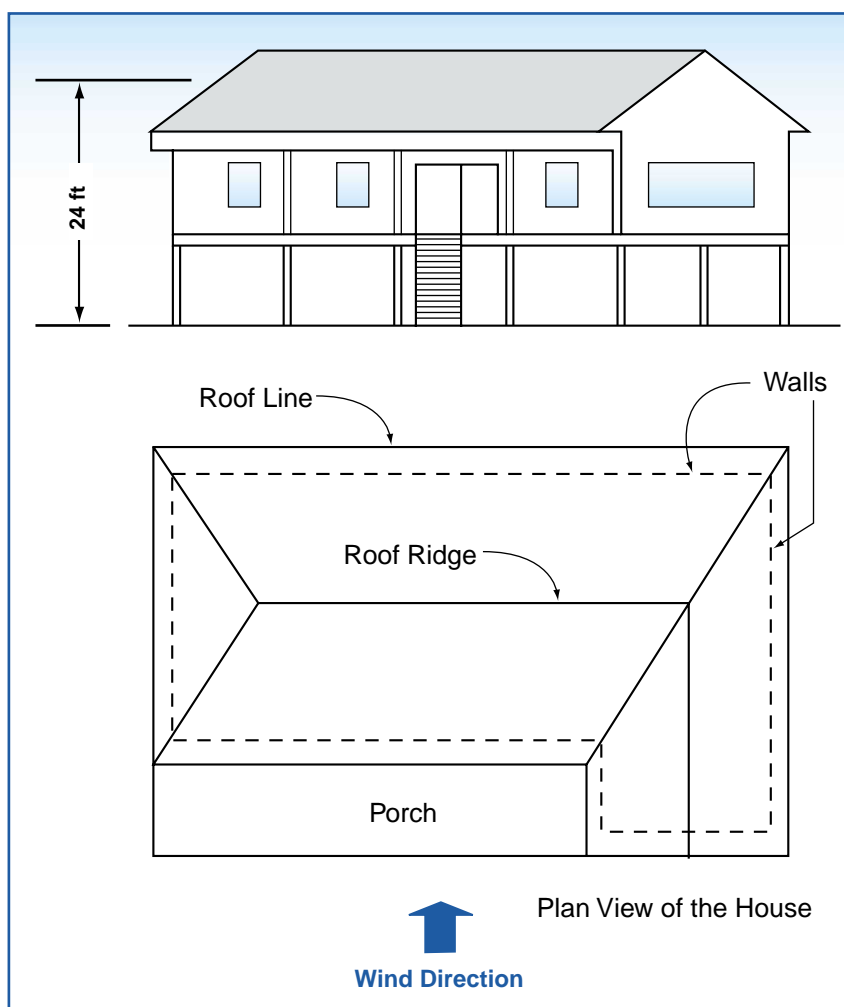 24 ft
Walls
Roof Line
Roof Ridge
Porch
Plan View of the House
Wind Direction